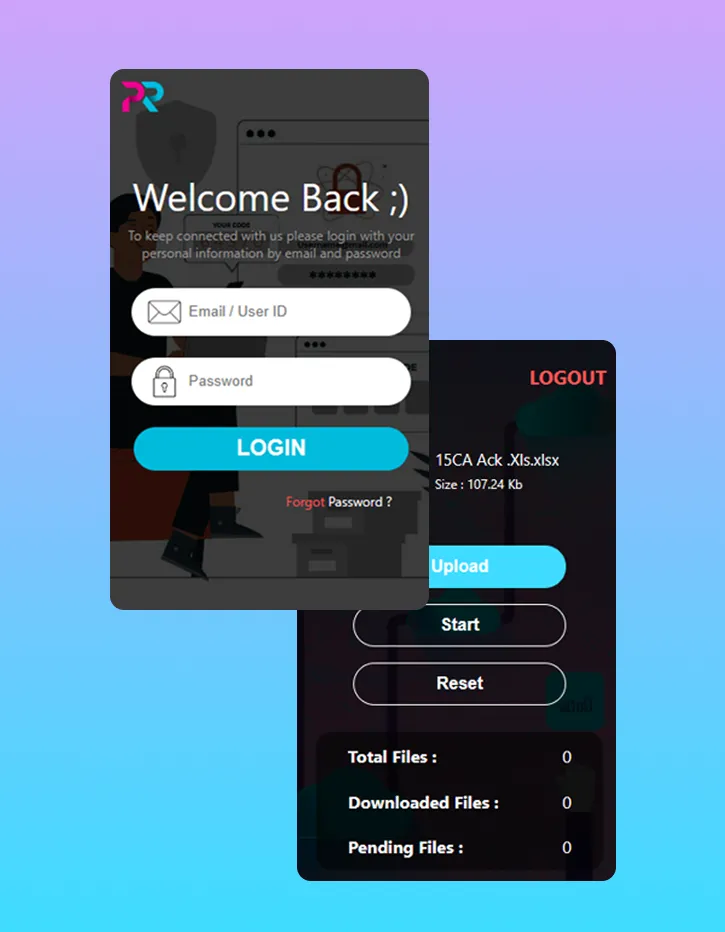 PR
Welcome Back ;)
YOUR CODE
To keep connected with us please login with your
personal information by email and password
********
Email / User ID
Password
LOGIN
Forgot Password ?
LOGOUT
15CA Ack .Xls.xlsx
Size : 107.24 Kb
Upload
Start
Reset
Total Files : 0
Downloaded Files : 0
Pending Files : 0